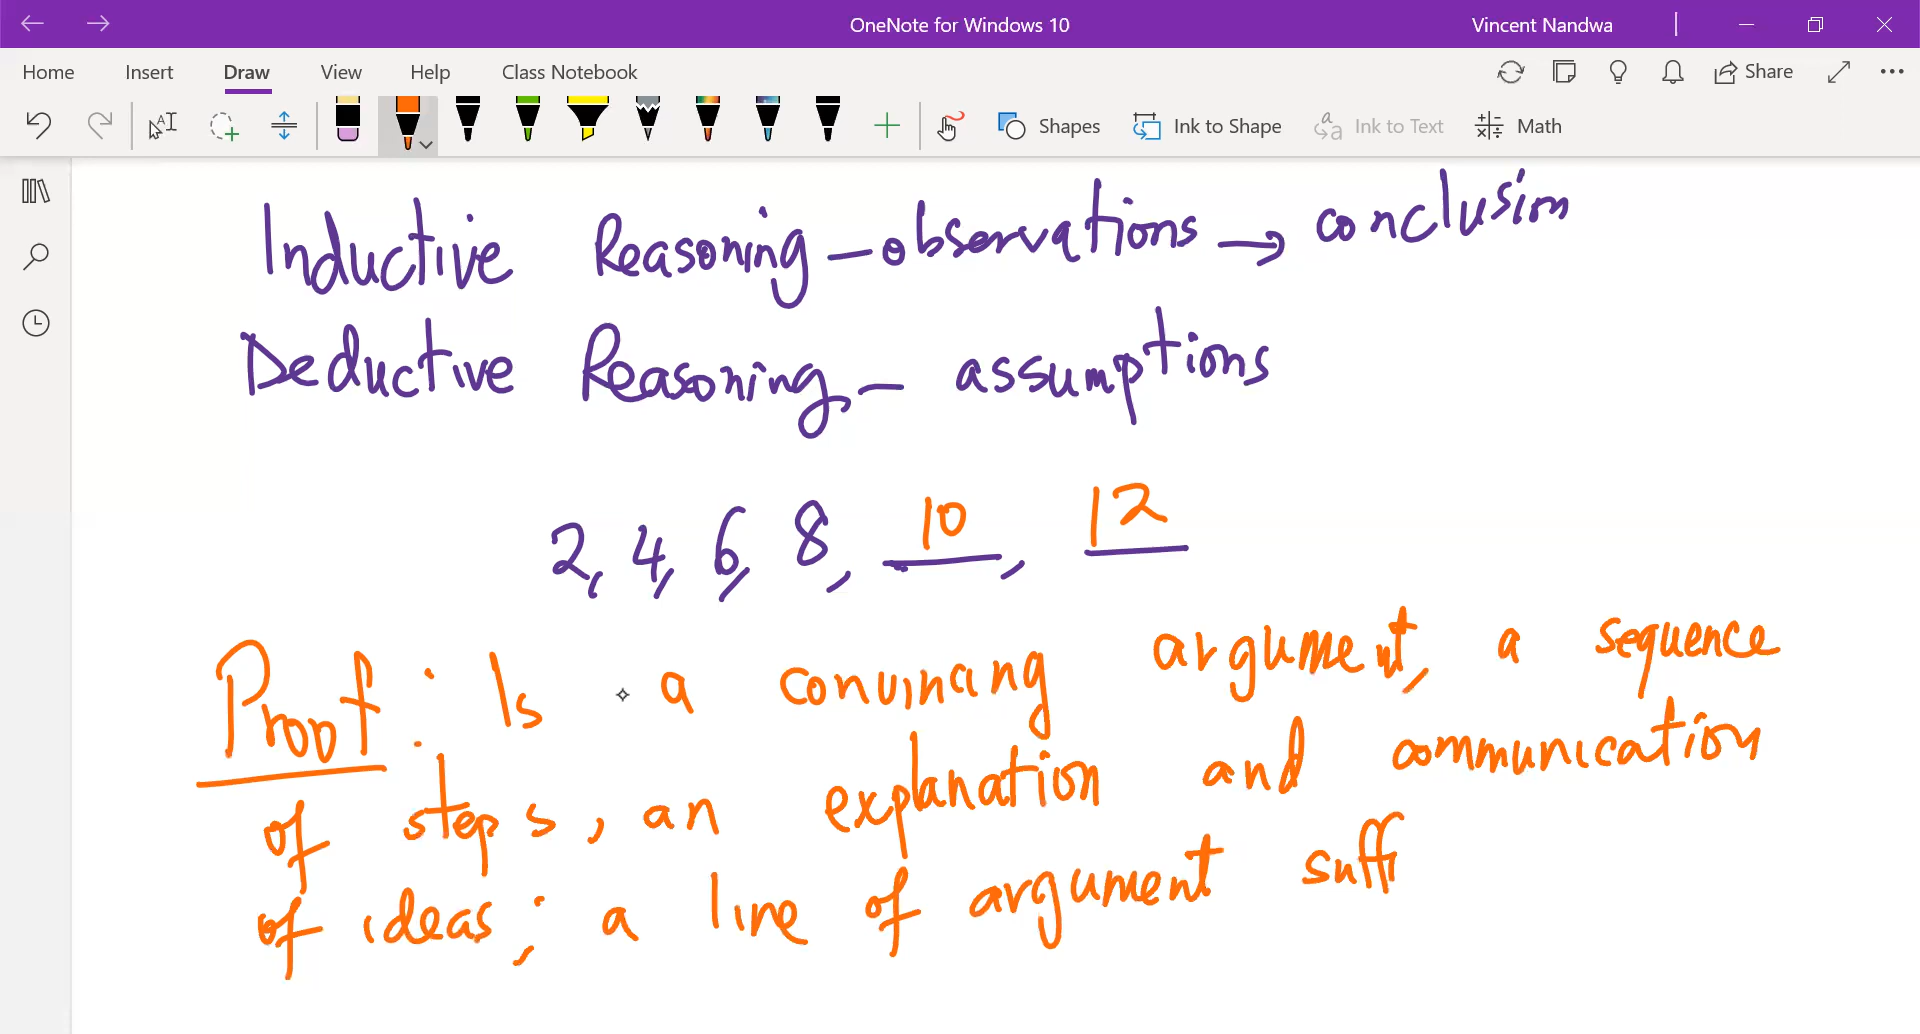 OneNote for Windows 10
Vincent Nandwa
Home Insert Draw View Help Class Notebook Share
Shapes Ink to Shape Ink to Text Math
Inductive Reasoning – observations → conclusion
Deductive Reasoning – assumptions
2, 4, 6, 8, 10, 12
Proof: Is a convincing argument, a sequence
of steps, an explanation and communication
of ideas; a line of argument suffi